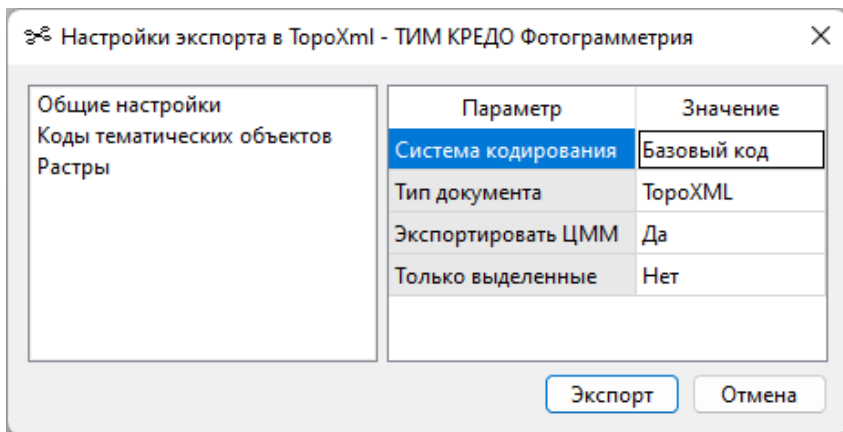 Настройки экспорта в TopoXml - ТИМ КРЕДО Фотограмметрия
Общие настройки
Коды тематических объектов
Растры
Параметр Значение
Система кодирования Базовый код
Тип документа TopoXML
Экспортировать ЦММ Да
Только выделенные Нет
Экспорт Отмена